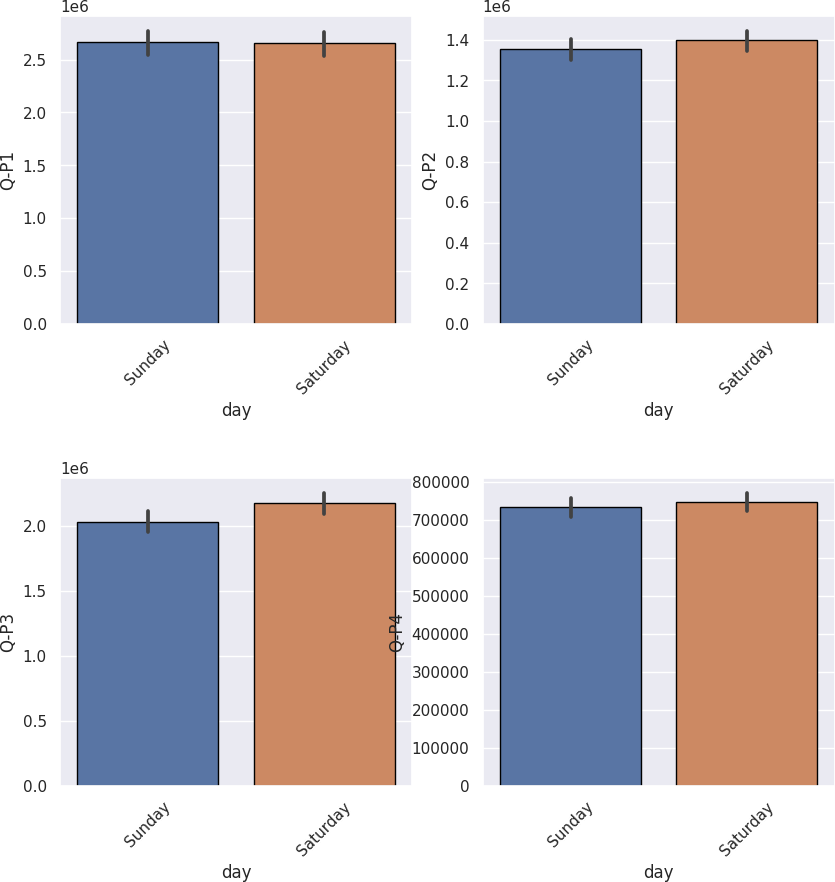 1e6
2.5
2.0
1.5
1.0
0.5
0.0
Q-P1
Sunday
Saturday
day
1e6
1.4
1.2
1.0
0.8
0.6
0.4
0.2
0.0
Q-P2
Sunday
Saturday
day
1e6
2.0
1.5
1.0
0.5
0.0
Q-P3
Sunday
Saturday
day
800000
700000
600000
500000
400000
300000
200000
100000
0
Q-P4
Sunday
Saturday
day